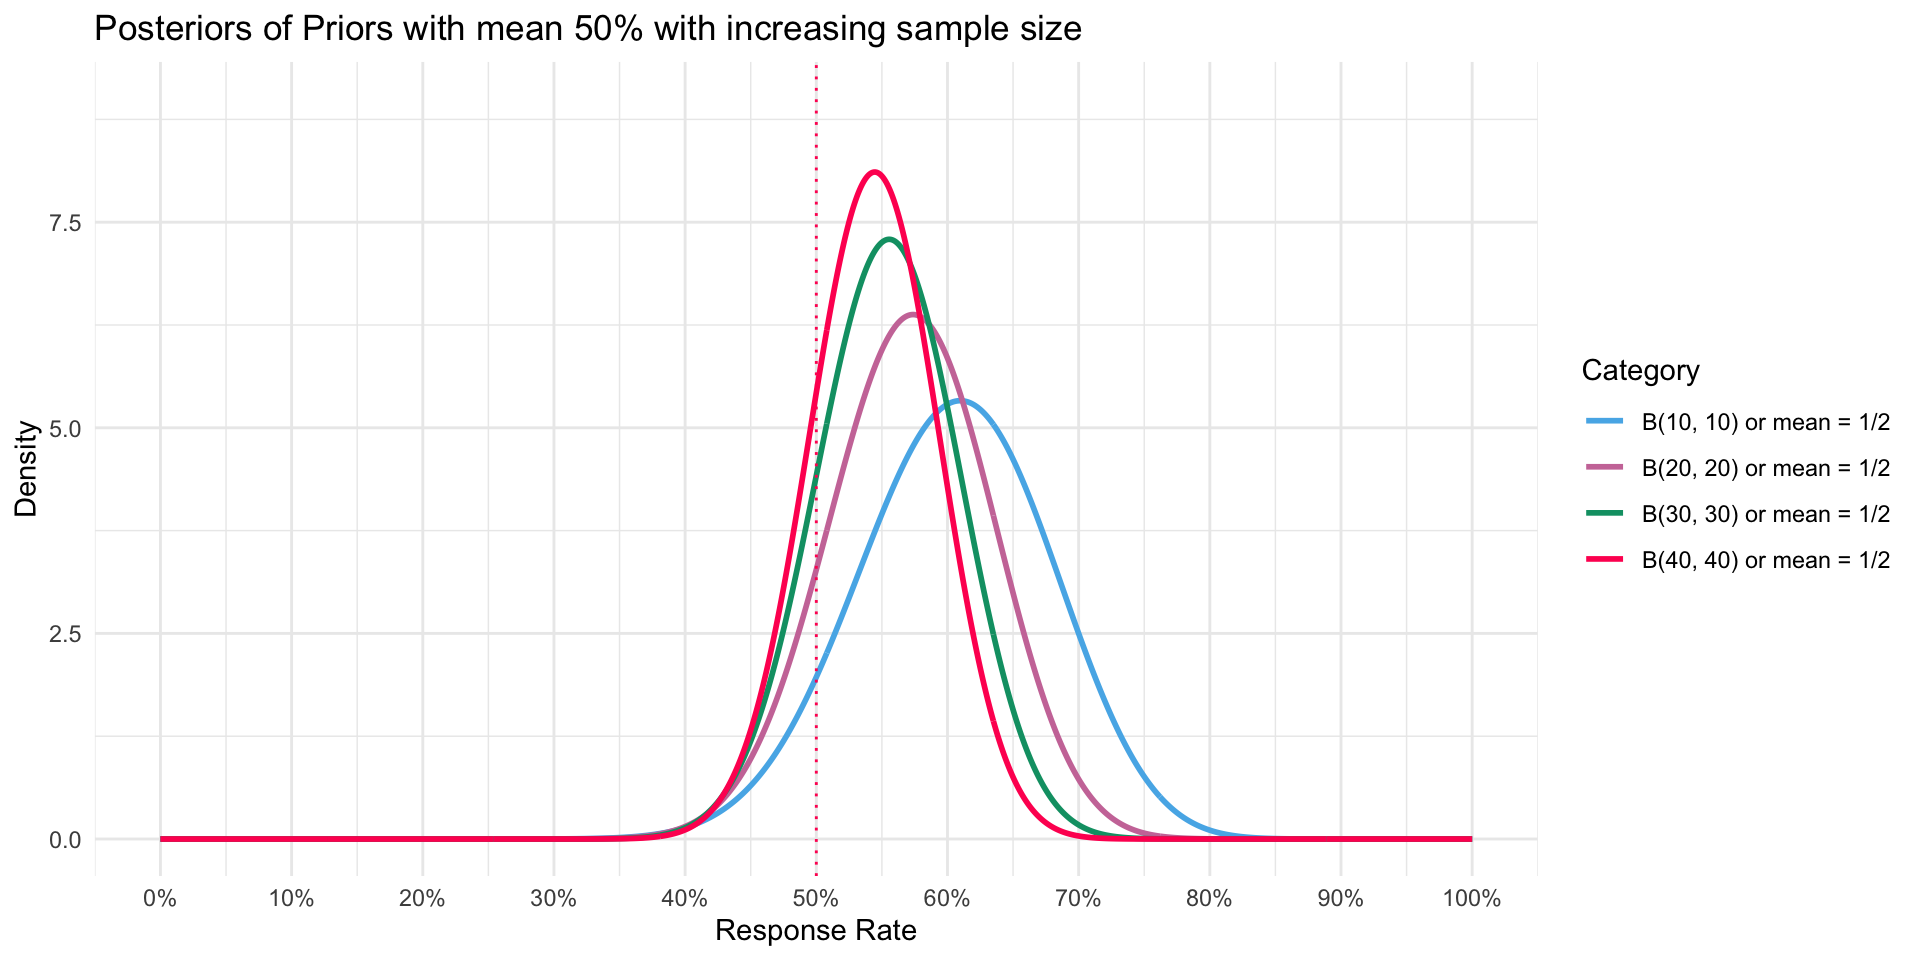 Posteriors of Priors with mean 50% with increasing sample size
7.5
5.0
2.5
0.0
Density
0% 10% 20% 30% 40% 50% 60% 70% 80% 90% 100%
Response Rate
Category
B(10, 10) or mean = 1/2
B(20, 20) or mean = 1/2
B(30, 30) or mean = 1/2
B(40, 40) or mean = 1/2